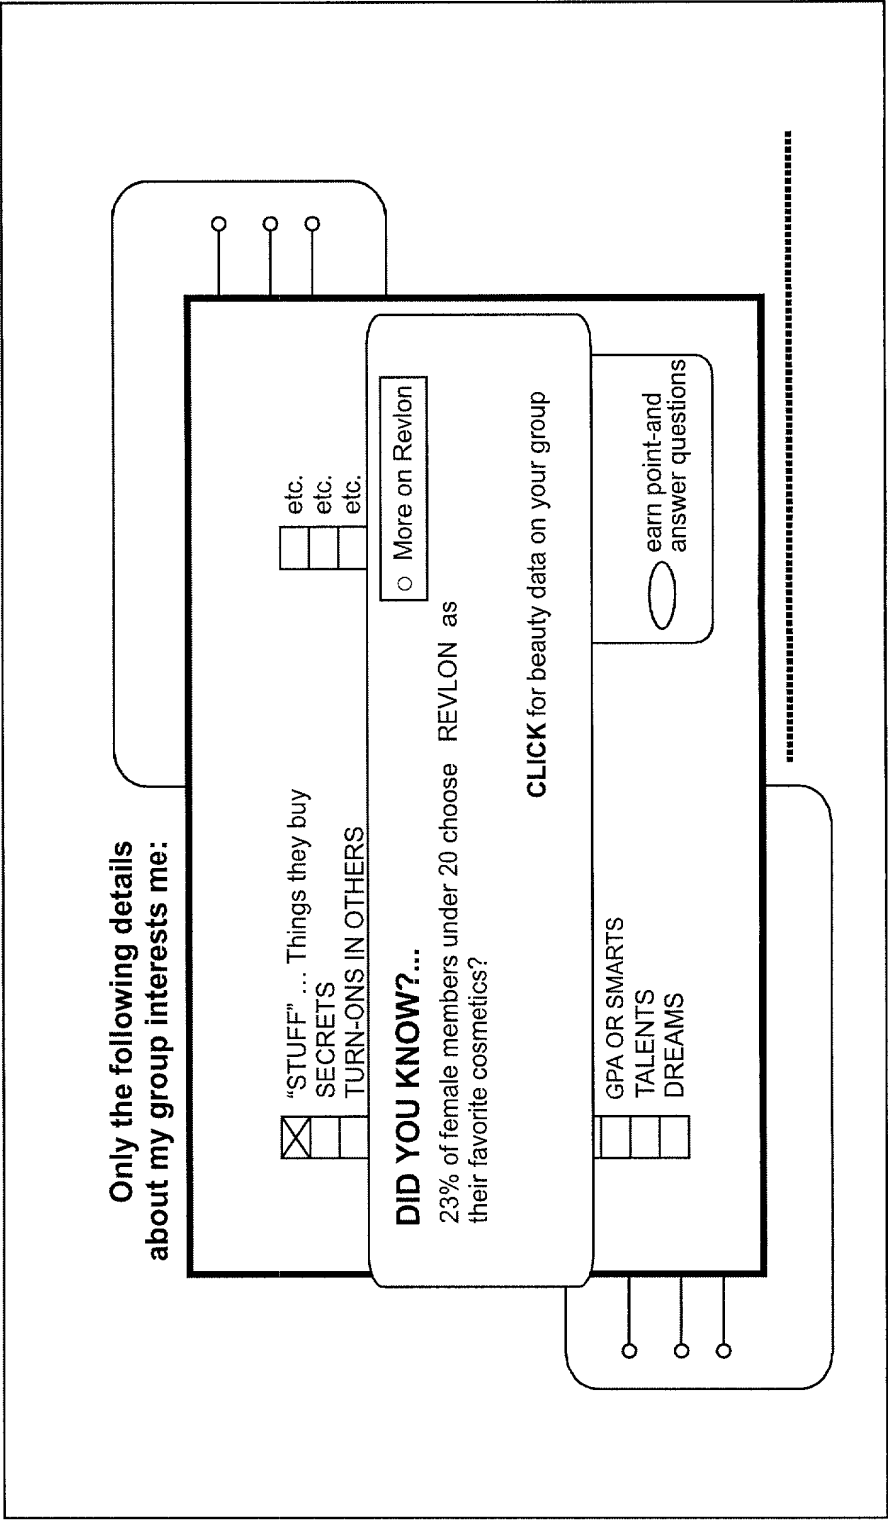 Only the following details
about my group interests me:
"STUFF" ... Things they buy
SECRETS
TURN-ONS IN OTHERS
etc.
etc.
etc.
DID YOU KNOW?...
More on Revlon
23% of female members under 20 choose REVLON as
their favorite cosmetics?
CLICK for beauty data on your group
GPA OR SMARTS
TALENTS
DREAMS
earn point-and
answer questions